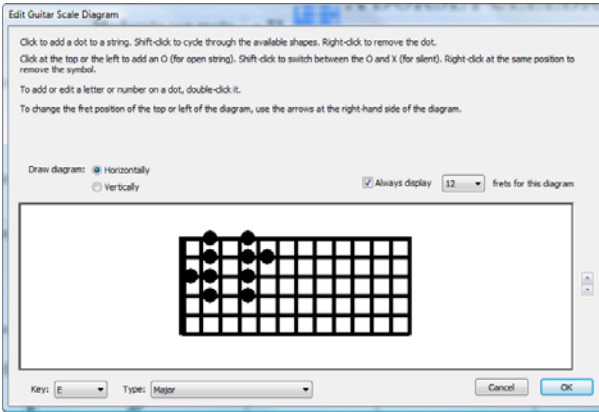 Edit Guitar Scale Diagram
Click to add a dot to a string. Shift-click to cycle through the available shapes. Right-click to remove the dot.
Click at the top or the left to add an O (for open string). Shift-click to switch between the O and X (for silent). Right-click at the same position to
remove the symbol.
To add or edit a letter or number on a dot, double-click it.
To change the fret position of the top or left of the diagram, use the arrows at the right-hand side of the diagram.
Draw diagram: Horizontally
Vertically
Always display 12 frets for this diagram
Key: E Type: Major Cancel OK